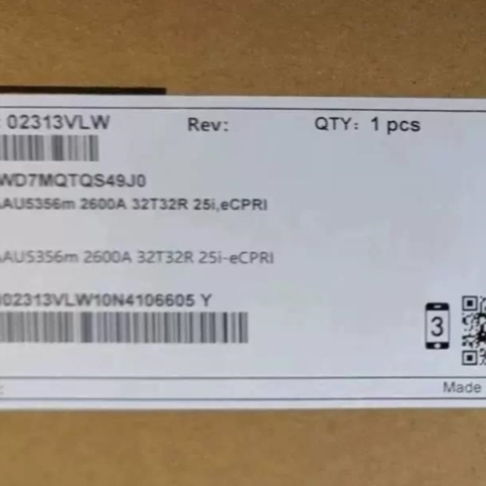 : 02313VLW Rev: QTY: 1 pcs
WD7MQTQS49J0
AAU5356m 2600A 32T32R 25i,eCPRI
AAU5356m 2600A 32T32R 25i-eCPRI
02313VLW10N4106605 Y
3
: Made